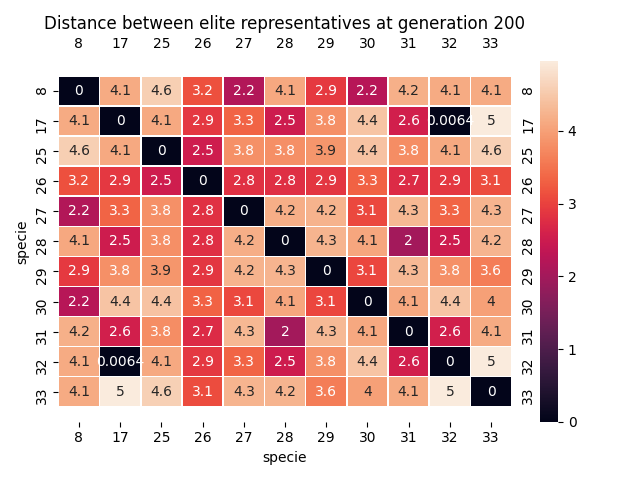 Distance between elite representatives at generation 200
8 17 25 26 27 28 29 30 31 32 33
8 0 4.1 4.6 3.2 2.2 4.1 2.9 2.2 4.2 4.1 4.1 8
17 4.1 0 4.1 2.9 3.3 2.5 3.8 4.4 2.6 0.0064 5 17
25 4.6 4.1 0 2.5 3.8 3.8 3.9 4.4 3.8 4.1 4.6 25
26 3.2 2.9 2.5 0 2.8 2.8 2.9 3.3 2.7 2.9 3.1 26
27 2.2 3.3 3.8 2.8 0 4.2 4.2 3.1 4.3 3.3 4.3 27
28 4.1 2.5 3.8 2.8 4.2 0 4.3 4.1 2 2.5 4.2 28
29 2.9 3.8 3.9 2.9 4.2 4.3 0 3.1 4.3 3.8 3.6 29
30 2.2 4.4 4.4 3.3 3.1 4.1 3.1 0 4.1 4.4 4 30
31 4.2 2.6 3.8 2.7 4.3 2 4.3 4.1 0 2.6 4.1 31
32 4.1 0.0064 4.1 2.9 3.3 2.5 3.8 4.4 2.6 0 5 32
33 4.1 5 4.6 3.1 4.3 4.2 3.6 4 4.1 5 0 33
8 17 25 26 27 28 29 30 31 32 33
specie
specie
4
3
2
1
0